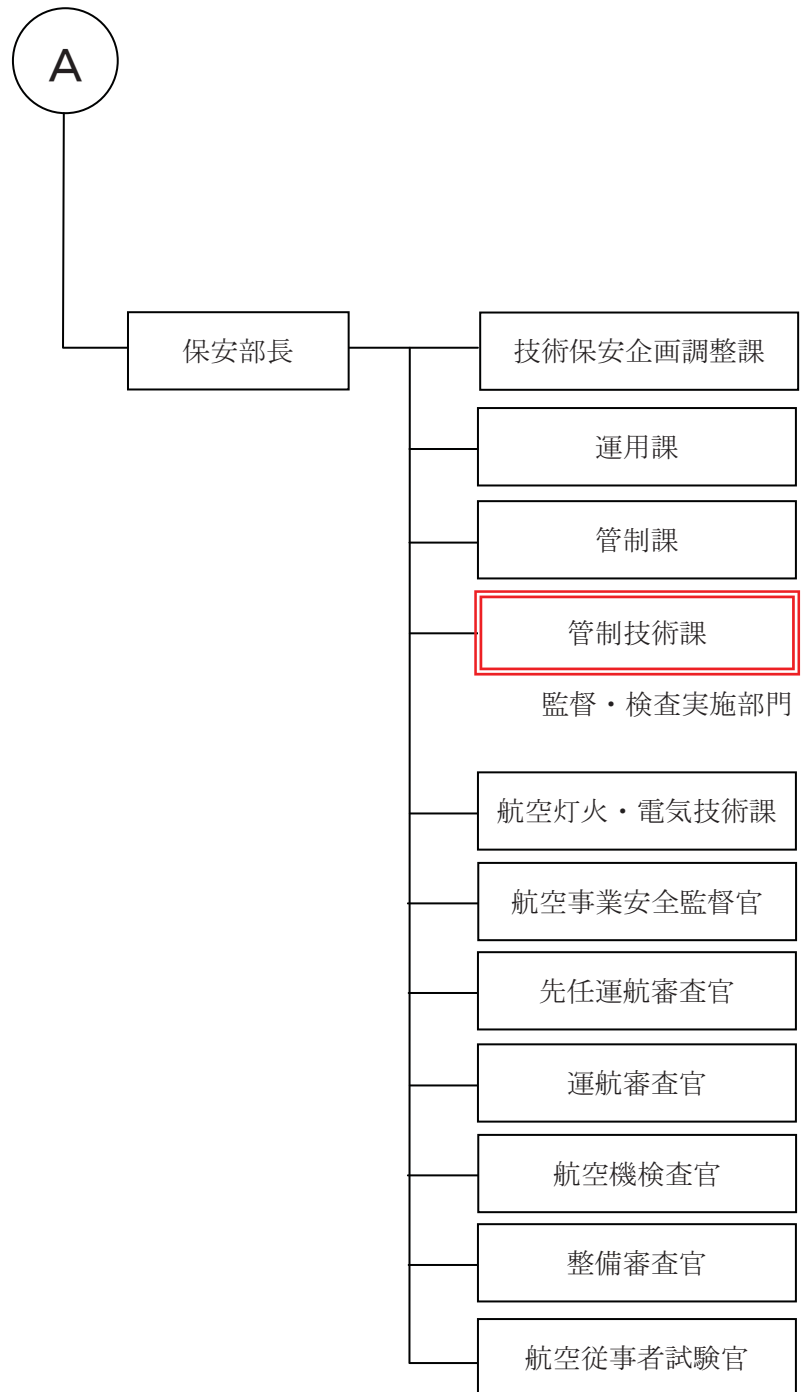 A
保安部長
技術保安企画調整課
運用課
管制課
管制技術課
監督・検査実施部門
航空灯火・電気技術課
航空事業安全監督官
先任運航審査官
運航審査官
航空機検査官
整備審査官
航空従事者試験官